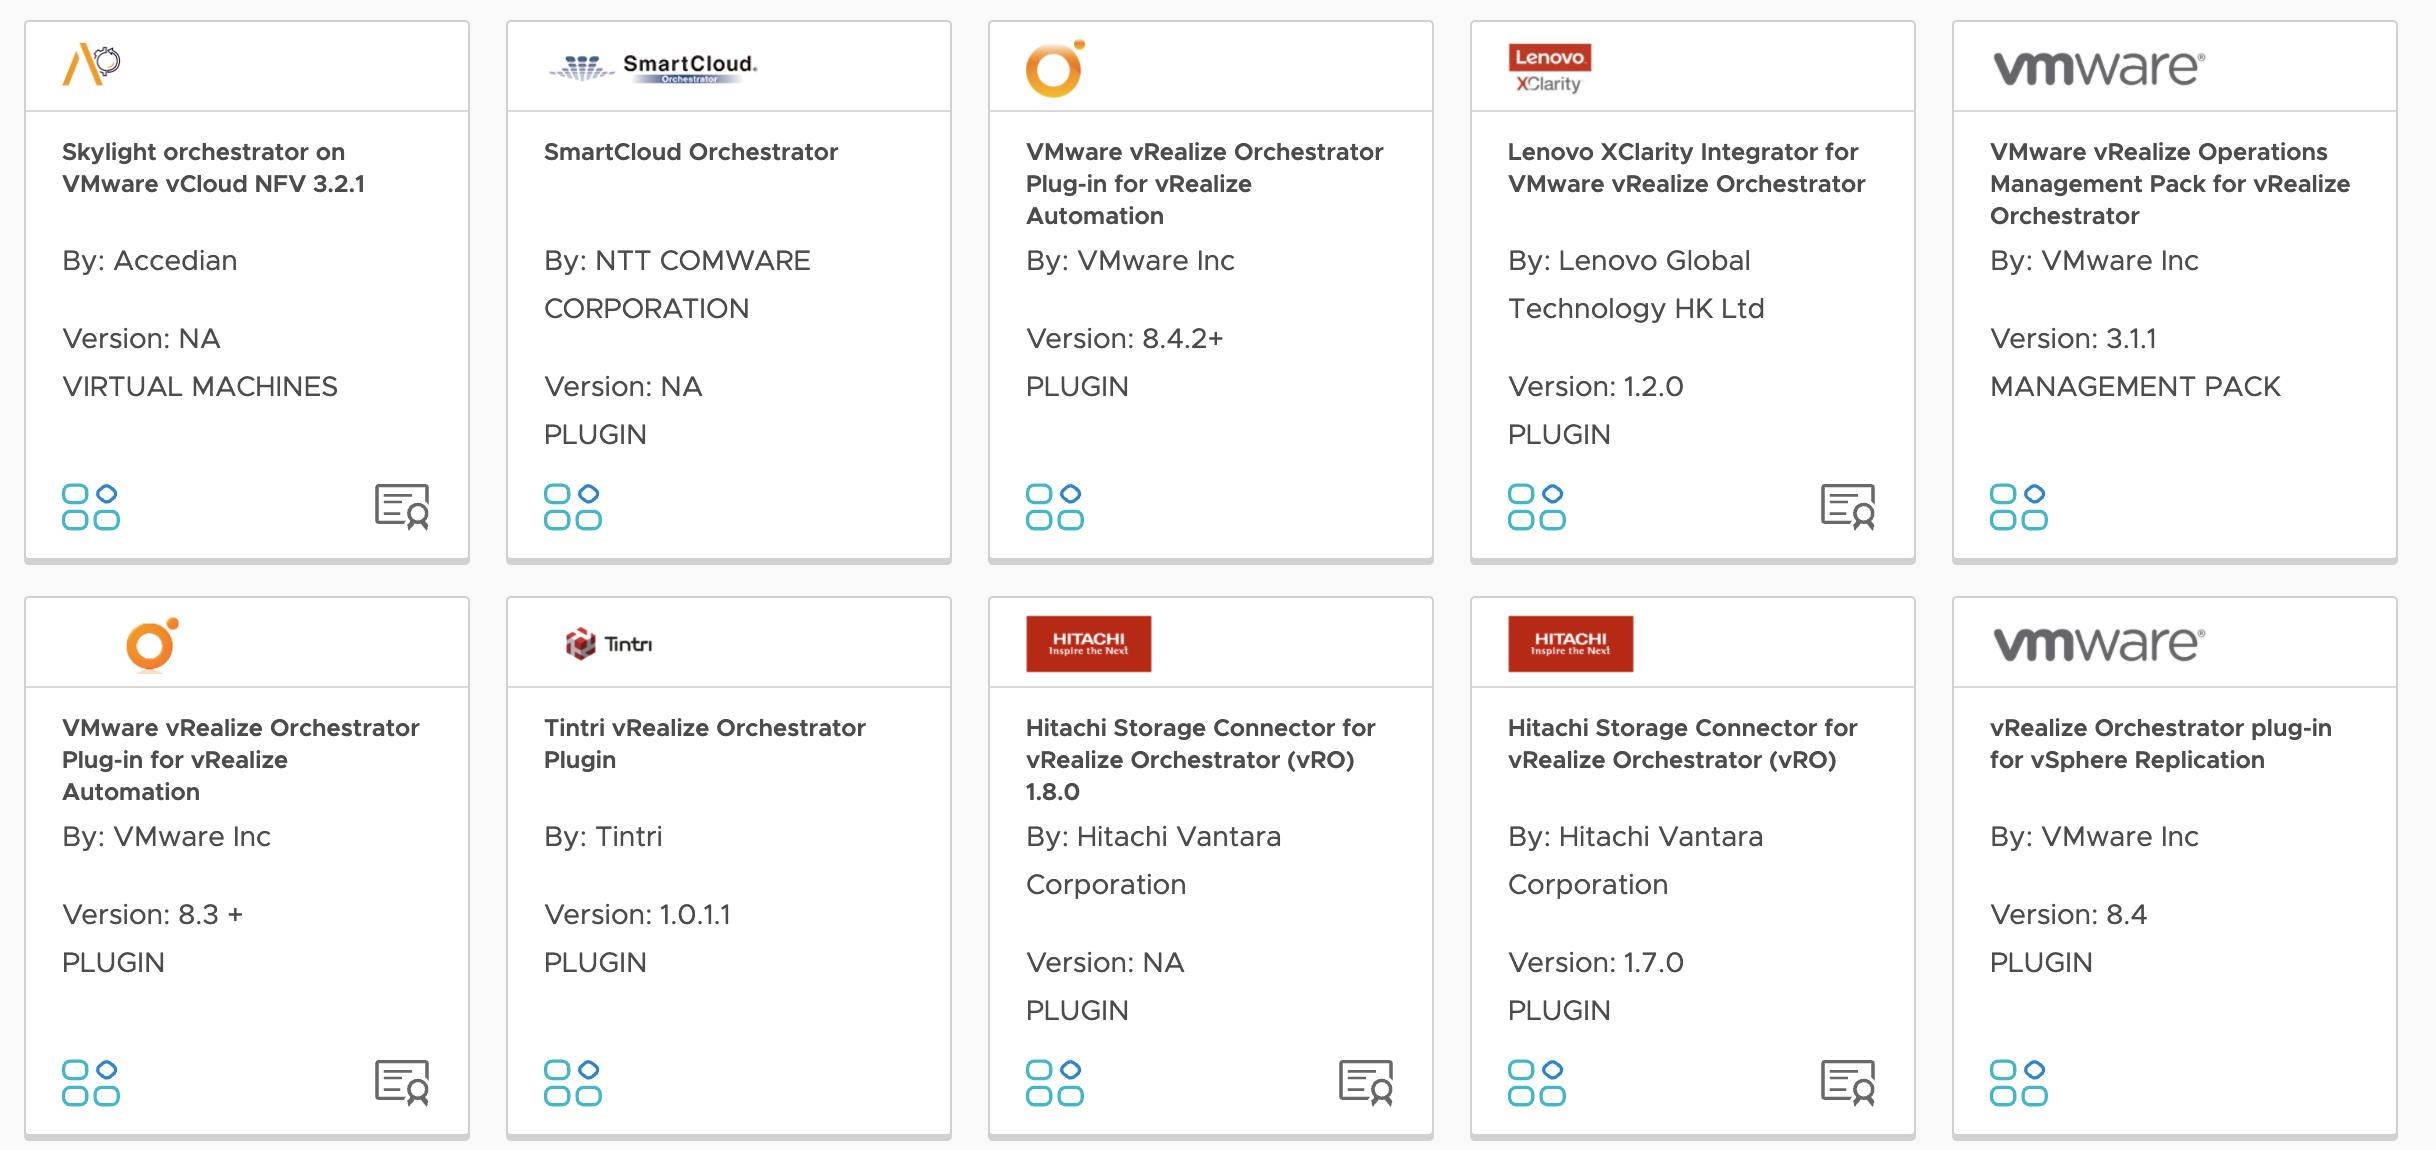 SmartCloud
Orchestrator
Lenovo
XClarity
vmware®
Skylight orchestrator on
VMware vCloud NFV 3.2.1
By: Accedian
Version: NA
VIRTUAL MACHINES
SmartCloud Orchestrator
By: NTT COMWARE
CORPORATION
Version: NA
PLUGIN
VMware vRealize Orchestrator
Plug-in for vRealize
Automation
By: VMware Inc
Version: 8.4.2+
PLUGIN
Lenovo XClarity Integrator for
VMware vRealize Orchestrator
By: Lenovo Global
Technology HK Ltd
Version: 1.2.0
PLUGIN
VMware vRealize Operations
Management Pack for vRealize
Orchestrator
By: VMware Inc
Version: 3.1.1
MANAGEMENT PACK
Tintri
HITACHI
Inspire the Next
HITACHI
Inspire the Next
vmware®
VMware vRealize Orchestrator
Plug-in for vRealize
Automation
By: VMware Inc
Version: 8.3 +
PLUGIN
Tintri vRealize Orchestrator
Plugin
By: Tintri
Version: 1.0.1.1
PLUGIN
Hitachi Storage Connector for
vRealize Orchestrator (vRO)
1.8.0
By: Hitachi Vantara
Corporation
Version: NA
PLUGIN
Hitachi Storage Connector for
vRealize Orchestrator (vRO)
By: Hitachi Vantara
Corporation
Version: 1.7.0
PLUGIN
vRealize Orchestrator plug-in
for vSphere Replication
By: VMware Inc
Version: 8.4
PLUGIN